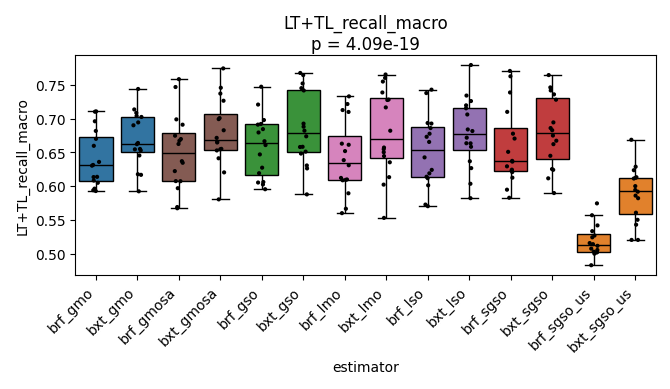 LT+TL_recall_macro
p = 4.09e-19
LT+TL_recall_macro
0.75
0.70
0.65
0.60
0.55
0.50
brf_gmo
bxt_gmo
brf_gmosa
bxt_gmosa
brf_gso
bxt_gso
brf_lmo
bxt_lmo
brf_lso
bxt_lso
brf_sgso
bxt_sgso
brf_sgso_us
bxt_sgso_us
estimator